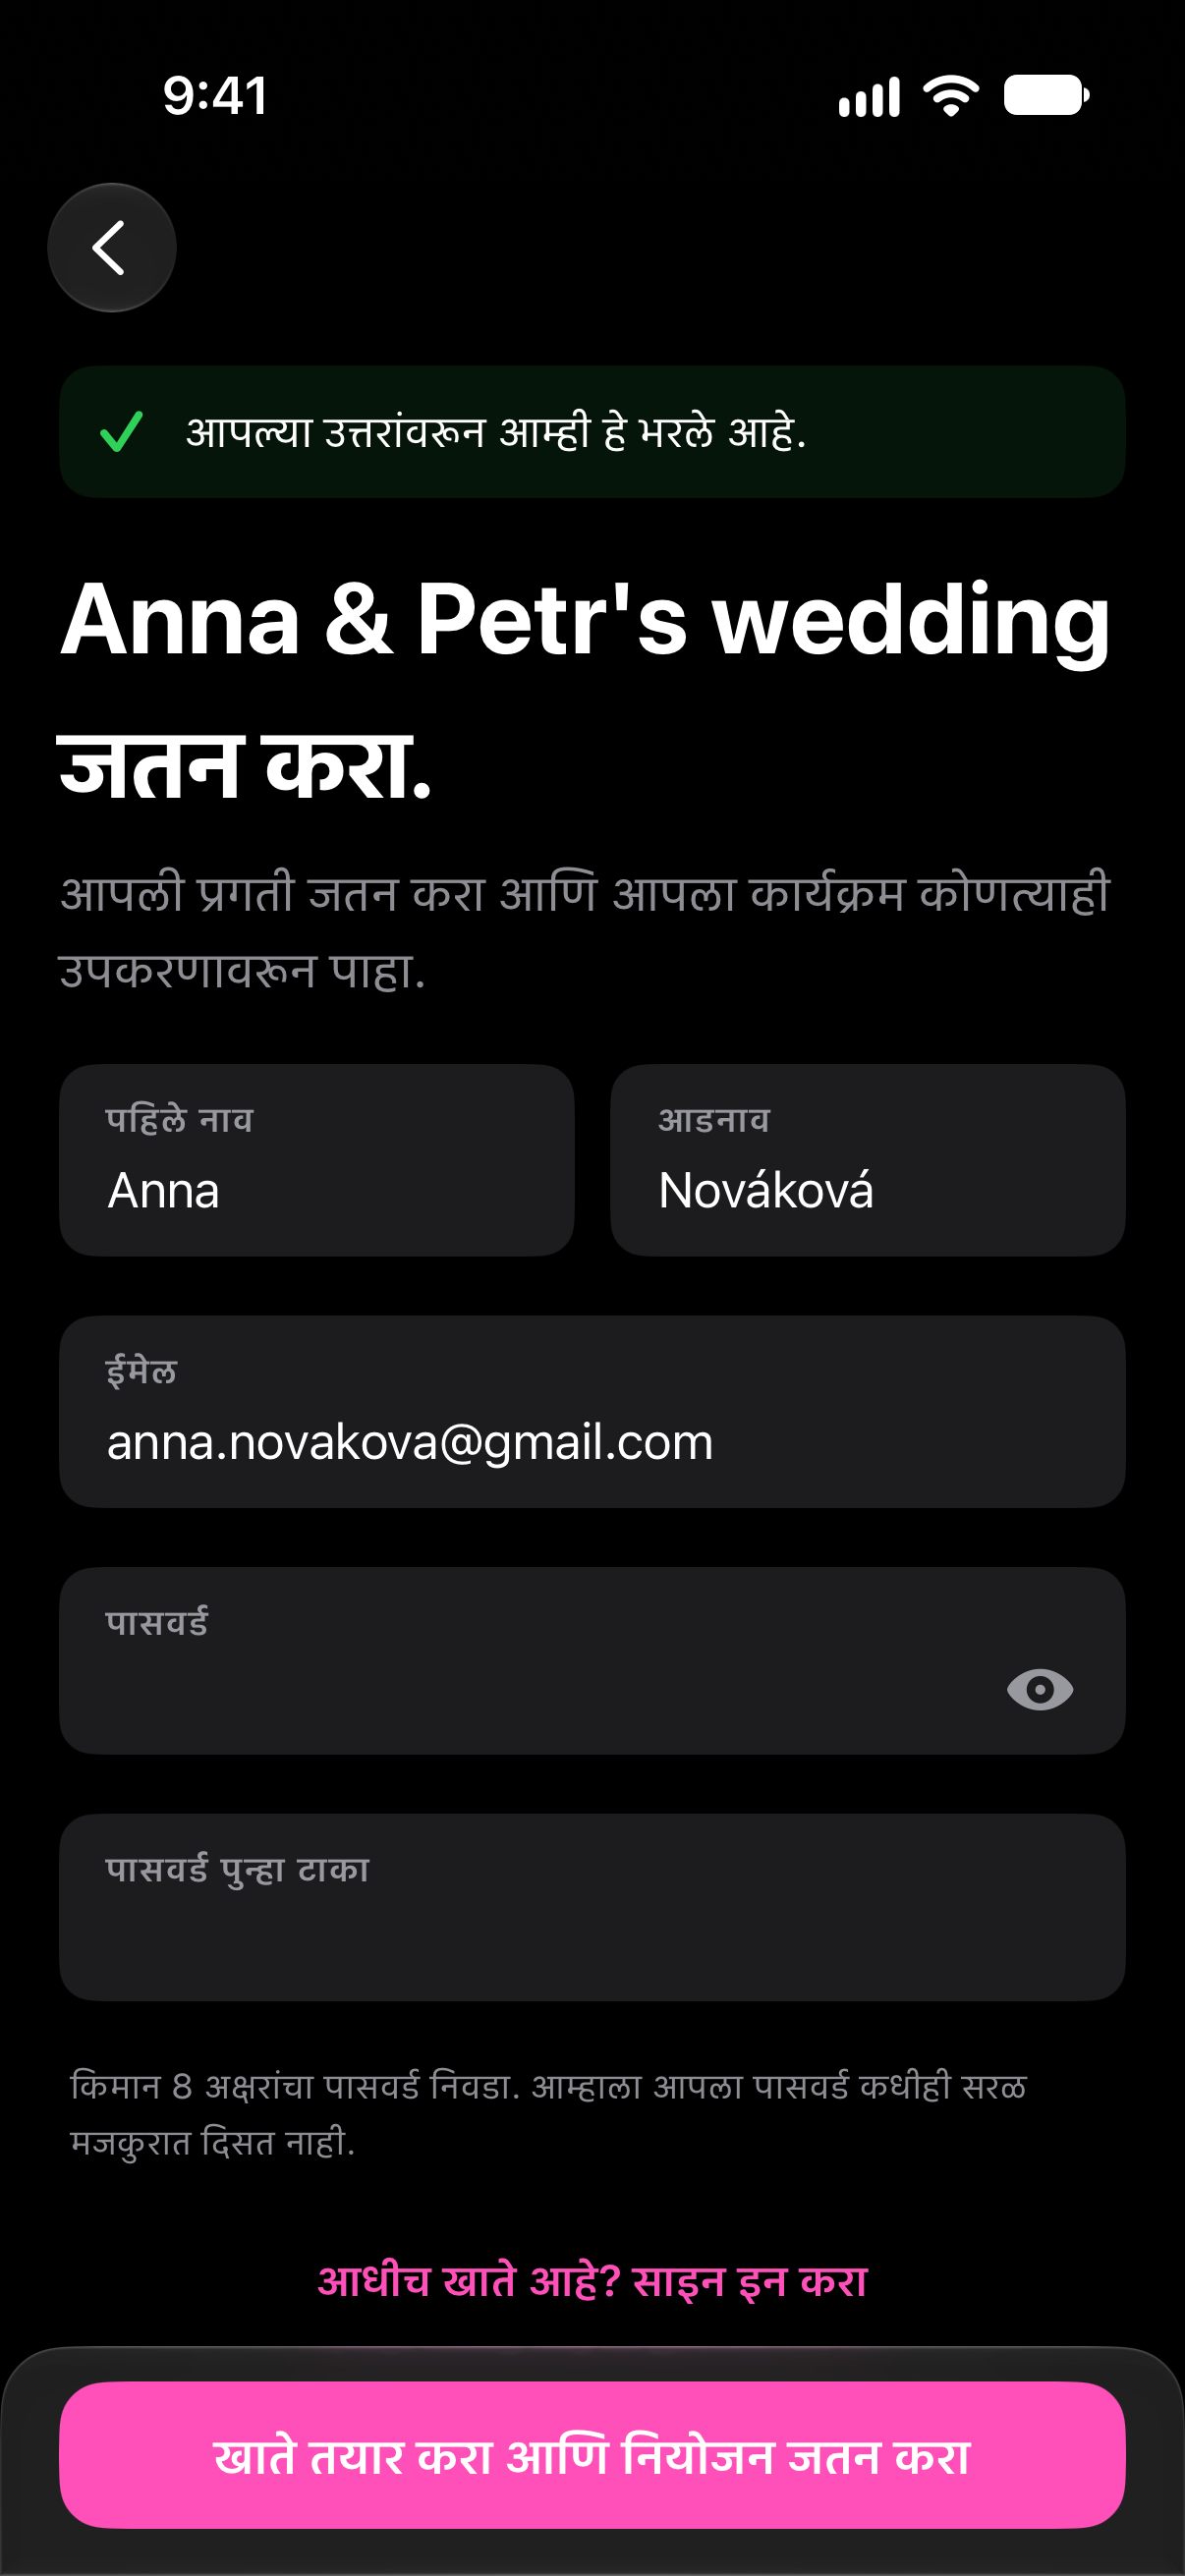 9:41
आपल्या उत्तरांवरून आम्ही हे भरले आहे.
Anna & Petr's wedding
जतन करा.
आपली प्रगती जतन करा आणि आपला कार्यक्रम कोणत्याही
उपकरणावरून पाहा.
पहिले नाव
Anna
आडनाव
Nováková
ईमेल
anna.novakova@gmail.com
पासवर्ड
पासवर्ड पुन्हा टाका
किमान 8 अक्षरांचा पासवर्ड निवडा. आम्हाला आपला पासवर्ड कधीही सरळ
मजकुरात दिसत नाही.
आधीच खाते आहे? साइन इन करा
खाते तयार करा आणि नियोजन जतन करा